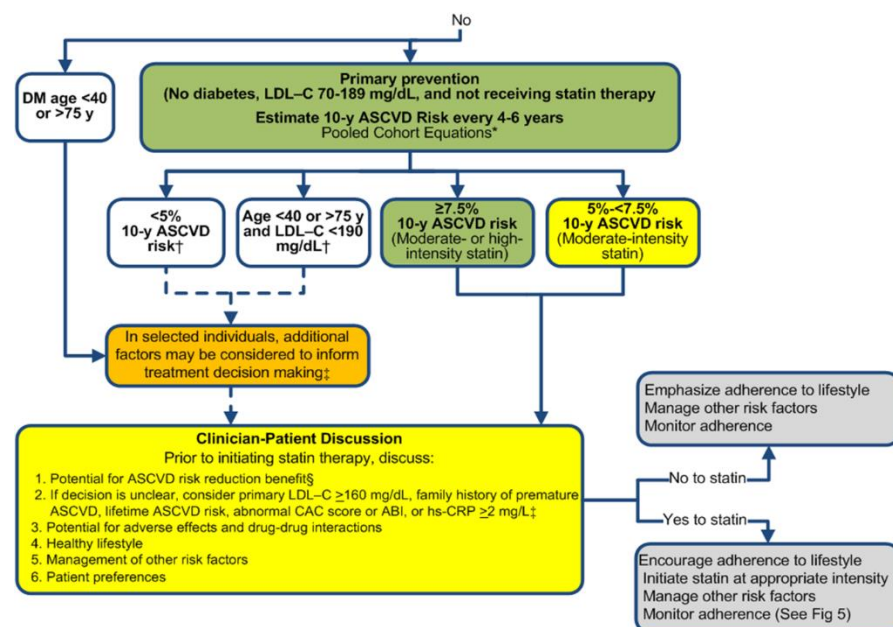 No
DM age <40
or >75 y
Primary prevention
(No diabetes, LDL–C 70-189 mg/dL, and not receiving statin therapy
Estimate 10-y ASCVD Risk every 4-6 years
Pooled Cohort Equations*
<5%
10-y ASCVD
risk†
Age <40 or >75 y
and LDL–C <190
mg/dL†
≥7.5%
10-y ASCVD risk
(Moderate- or high-
intensity statin)
5%-<7.5%
10-y ASCVD risk
(Moderate-intensity
statin)
In selected individuals, additional
factors may be considered to inform
treatment decision making‡
Clinician-Patient Discussion
Prior to initiating statin therapy, discuss:
1. Potential for ASCVD risk reduction benefit§
2. If decision is unclear, consider primary LDL–C ≥160 mg/dL, family history of premature
ASCVD, lifetime ASCVD risk, abnormal CAC score or ABI, or hs-CRP ≥2 mg/L‡
3. Potential for adverse effects and drug-drug interactions
4. Healthy lifestyle
5. Management of other risk factors
6. Patient preferences
Emphasize adherence to lifestyle
Manage other risk factors
Monitor adherence
No to statin
Yes to statin
Encourage adherence to lifestyle
Initiate statin at appropriate intensity
Manage other risk factors
Monitor adherence (See Fig 5)